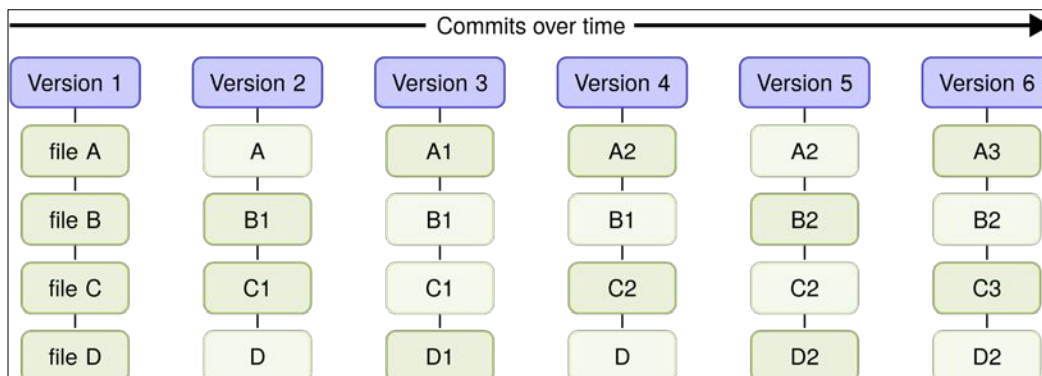 Commits over time
Version 1 Version 2 Version 3 Version 4 Version 5 Version 6
file A A A1 A2 A2 A3
file B B1 B1 B1 B2 B2
file C C1 C1 C2 C2 C3
file D D D1 D D2 D2